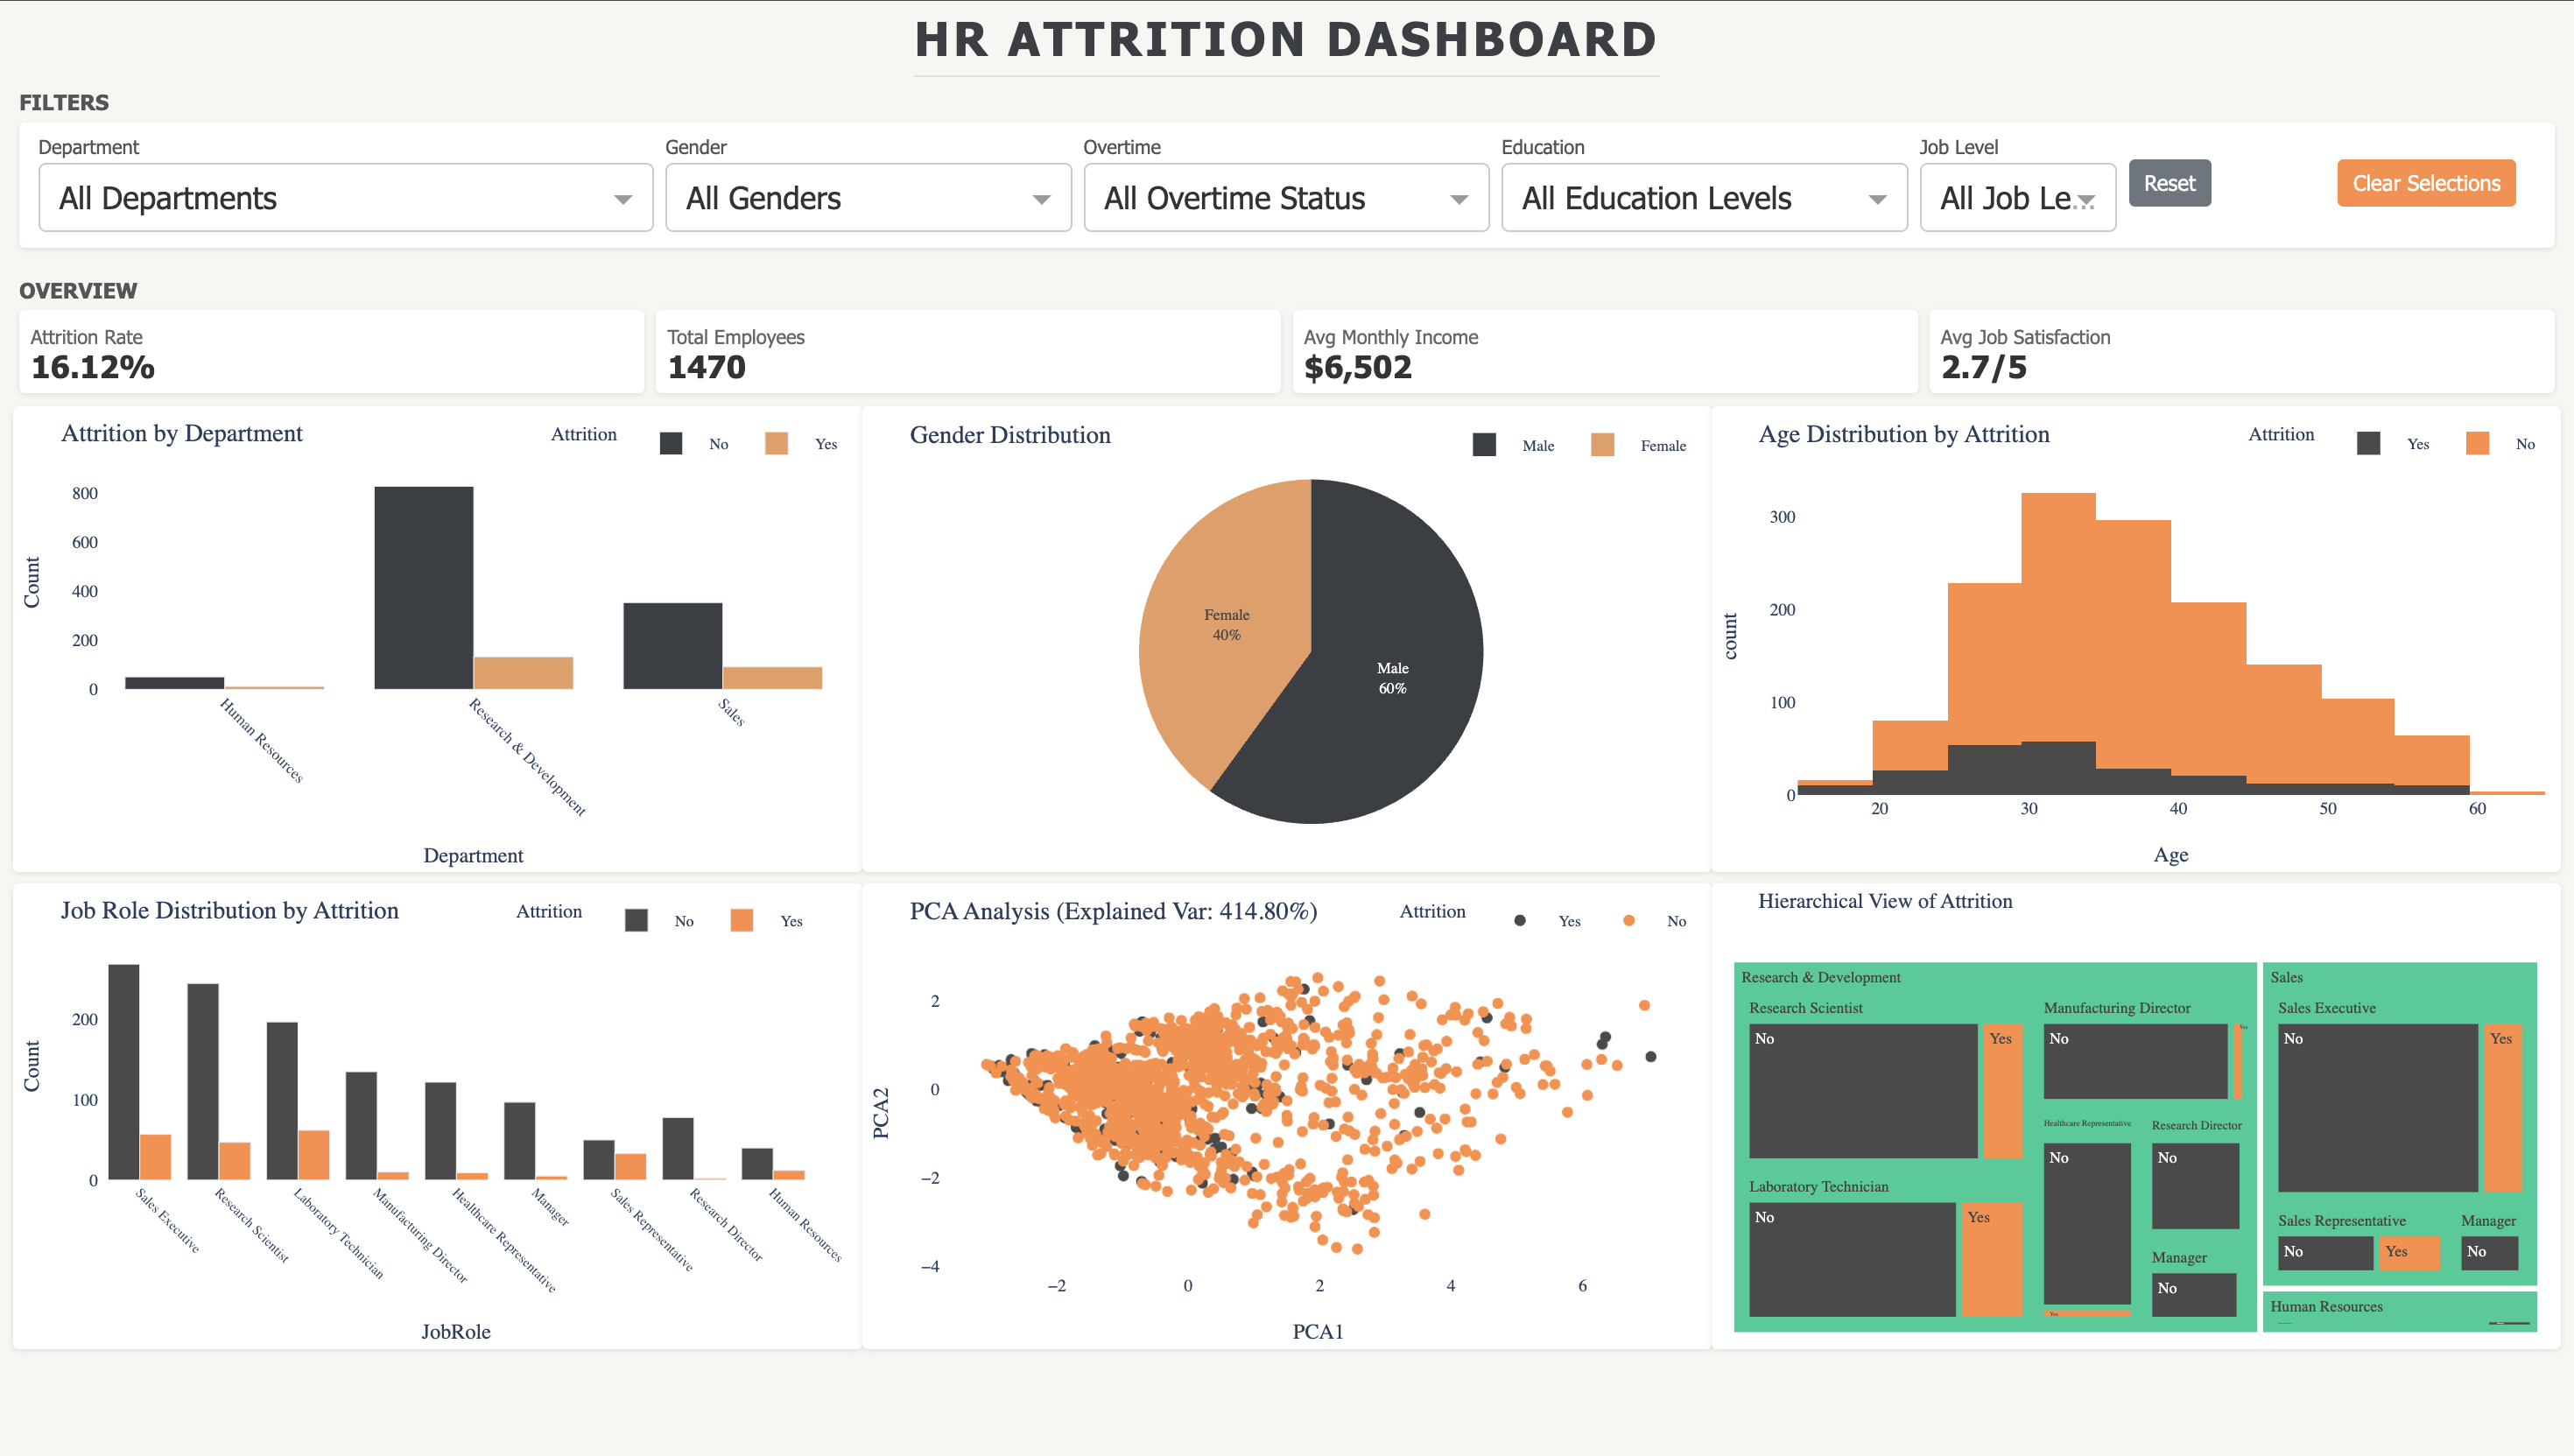 HR ATTRITION DASHBOARD
FILTERS
Department
Gender
Overtime
Education
Job Level
All Departments
All Genders
All Overtime Status
All Education Levels
All Job Le...
Reset
Clear Selections
OVERVIEW
Attrition Rate
16.12%
Total Employees
1470
Avg Monthly Income
$6,502
Avg Job Satisfaction
2.7/5
Attrition by Department
Attrition
No
Yes
800
600
400
200
0
Count
Human Resources
Research & Development
Sales
Department
Gender Distribution
Male
Female
Female
40%
Male
60%
Age Distribution by Attrition
Attrition
Yes
No
300
200
100
0
count
20
30
40
50
60
Age
Job Role Distribution by Attrition
Attrition
No
Yes
200
100
0
Count
Sales Executive
Research Scientist
Laboratory Technician
Manufacturing Director
Healthcare Representative
Manager
Sales Representative
Research Director
Human Resources
JobRole
PCA Analysis (Explained Var: 414.80%)
Attrition
Yes
No
2
0
−2
−4
PCA2
−2
0
2
4
6
PCA1
Hierarchical View of Attrition
Research & Development
Research Scientist
No
Yes
Laboratory Technician
No
Yes
Manufacturing Director
No
Yes
Healthcare Representative
No
Yes
Research Director
No
Manager
No
Sales
Sales Executive
No
Yes
Sales Representative
No
Yes
Manager
No
Human Resources